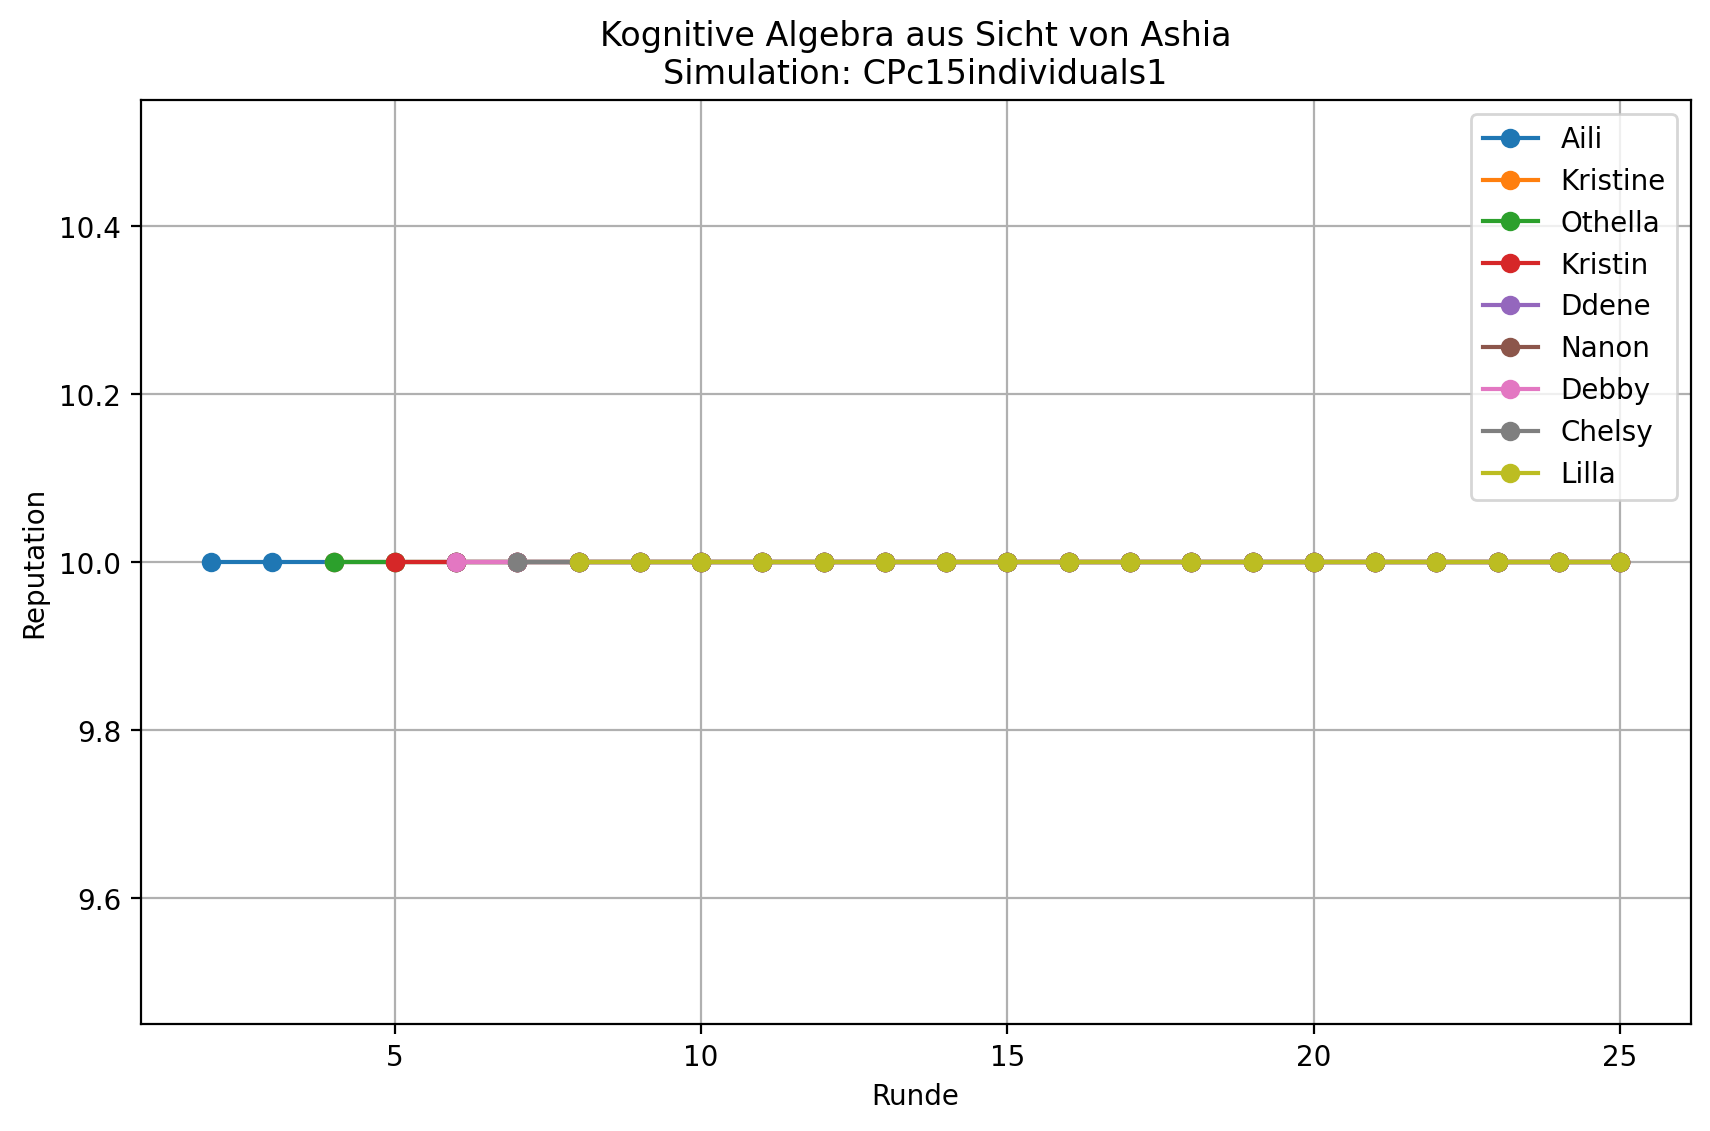 Kognitive Algebra aus Sicht von Ashia
Simulation: CPc15individuals1
Aili
Kristine
Othella
Kristin
Ddene
Nanon
Debby
Chelsy
Lilla
10.4
10.2
10.0
9.8
9.6
Reputation
5 10 15 20 25
Runde